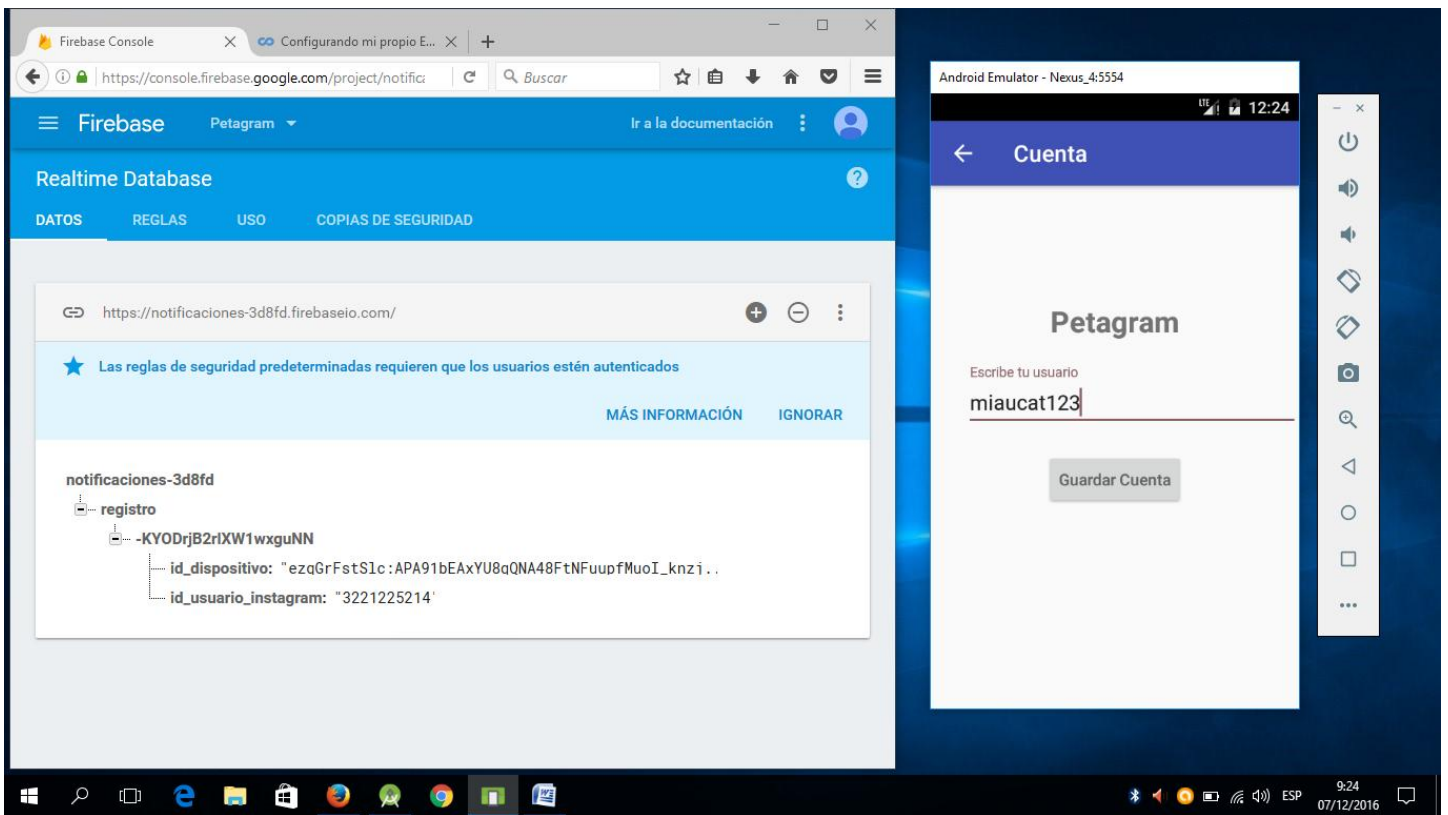 Firebase Console
Configurando mi propio E...
https://console.firebase.google.com/project/notific
Buscar
Firebase
Petagram
Ir a la documentación
Realtime Database
DATOS REGLAS USO COPIAS DE SEGURIDAD
https://notificaciones-3d8fd.firebaseio.com/
Las reglas de seguridad predeterminadas requieren que los usuarios estén autenticados
MÁS INFORMACIÓN IGNORAR
notificaciones-3d8fd
registro
-KYODrjB2rlXW1wxguNN
id_dispositivo: "ezqGrFstSlc:APA91bEAxYU8qQNA48FtNFuupfMuoI_knzj..
id_usuario_instagram: "3221225214'
Android Emulator - Nexus_4:5554
LTE 12:24
Cuenta
Petagram
Escribe tu usuario
miaucat123
Guardar Cuenta
ESP
9:24
07/12/2016